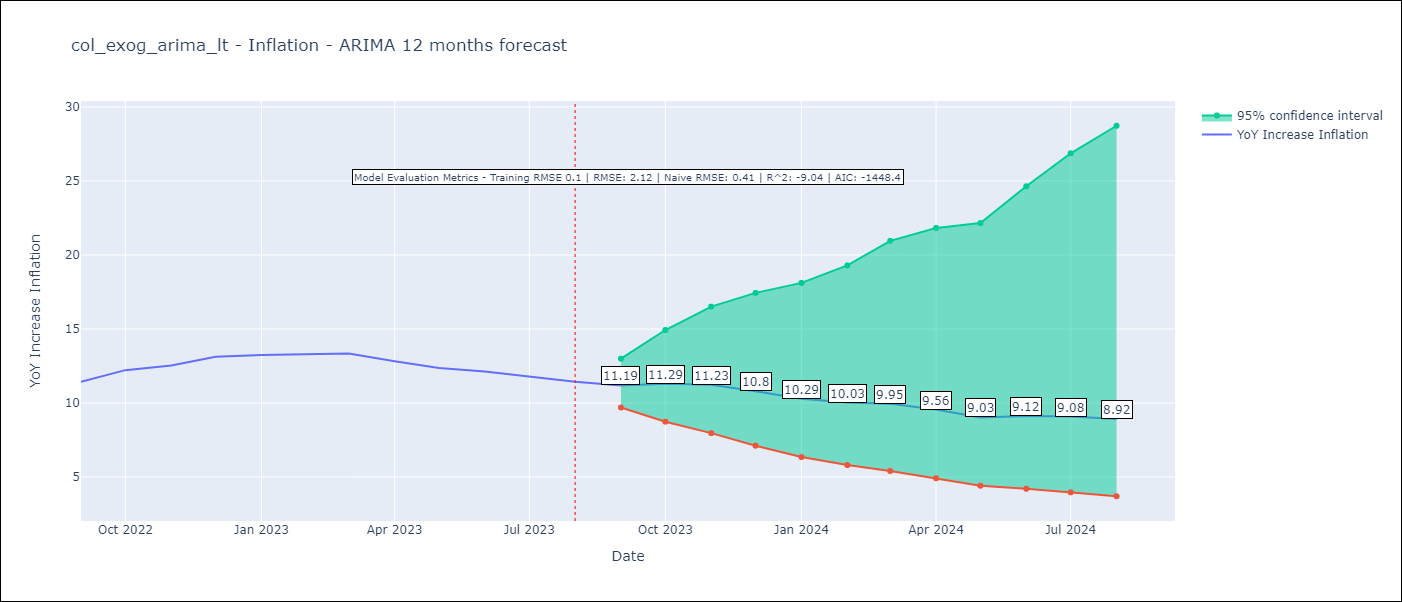 col_exog_arima_lt - Inflation - ARIMA 12 months forecast
95% confidence interval
YoY Increase Inflation
Model Evaluation Metrics - Training RMSE 0.1 | RMSE: 2.12 | Naive RMSE: 0.41 | R^2: -9.04 | AIC: -1448.4
YoY Increase Inflation
30
25
20
15
10
5
11.19
11.29
11.23
10.8
10.29
10.03
9.95
9.56
9.03
9.12
9.08
8.92
Oct 2022
Jan 2023
Apr 2023
Jul 2023
Oct 2023
Jan 2024
Apr 2024
Jul 2024
Date